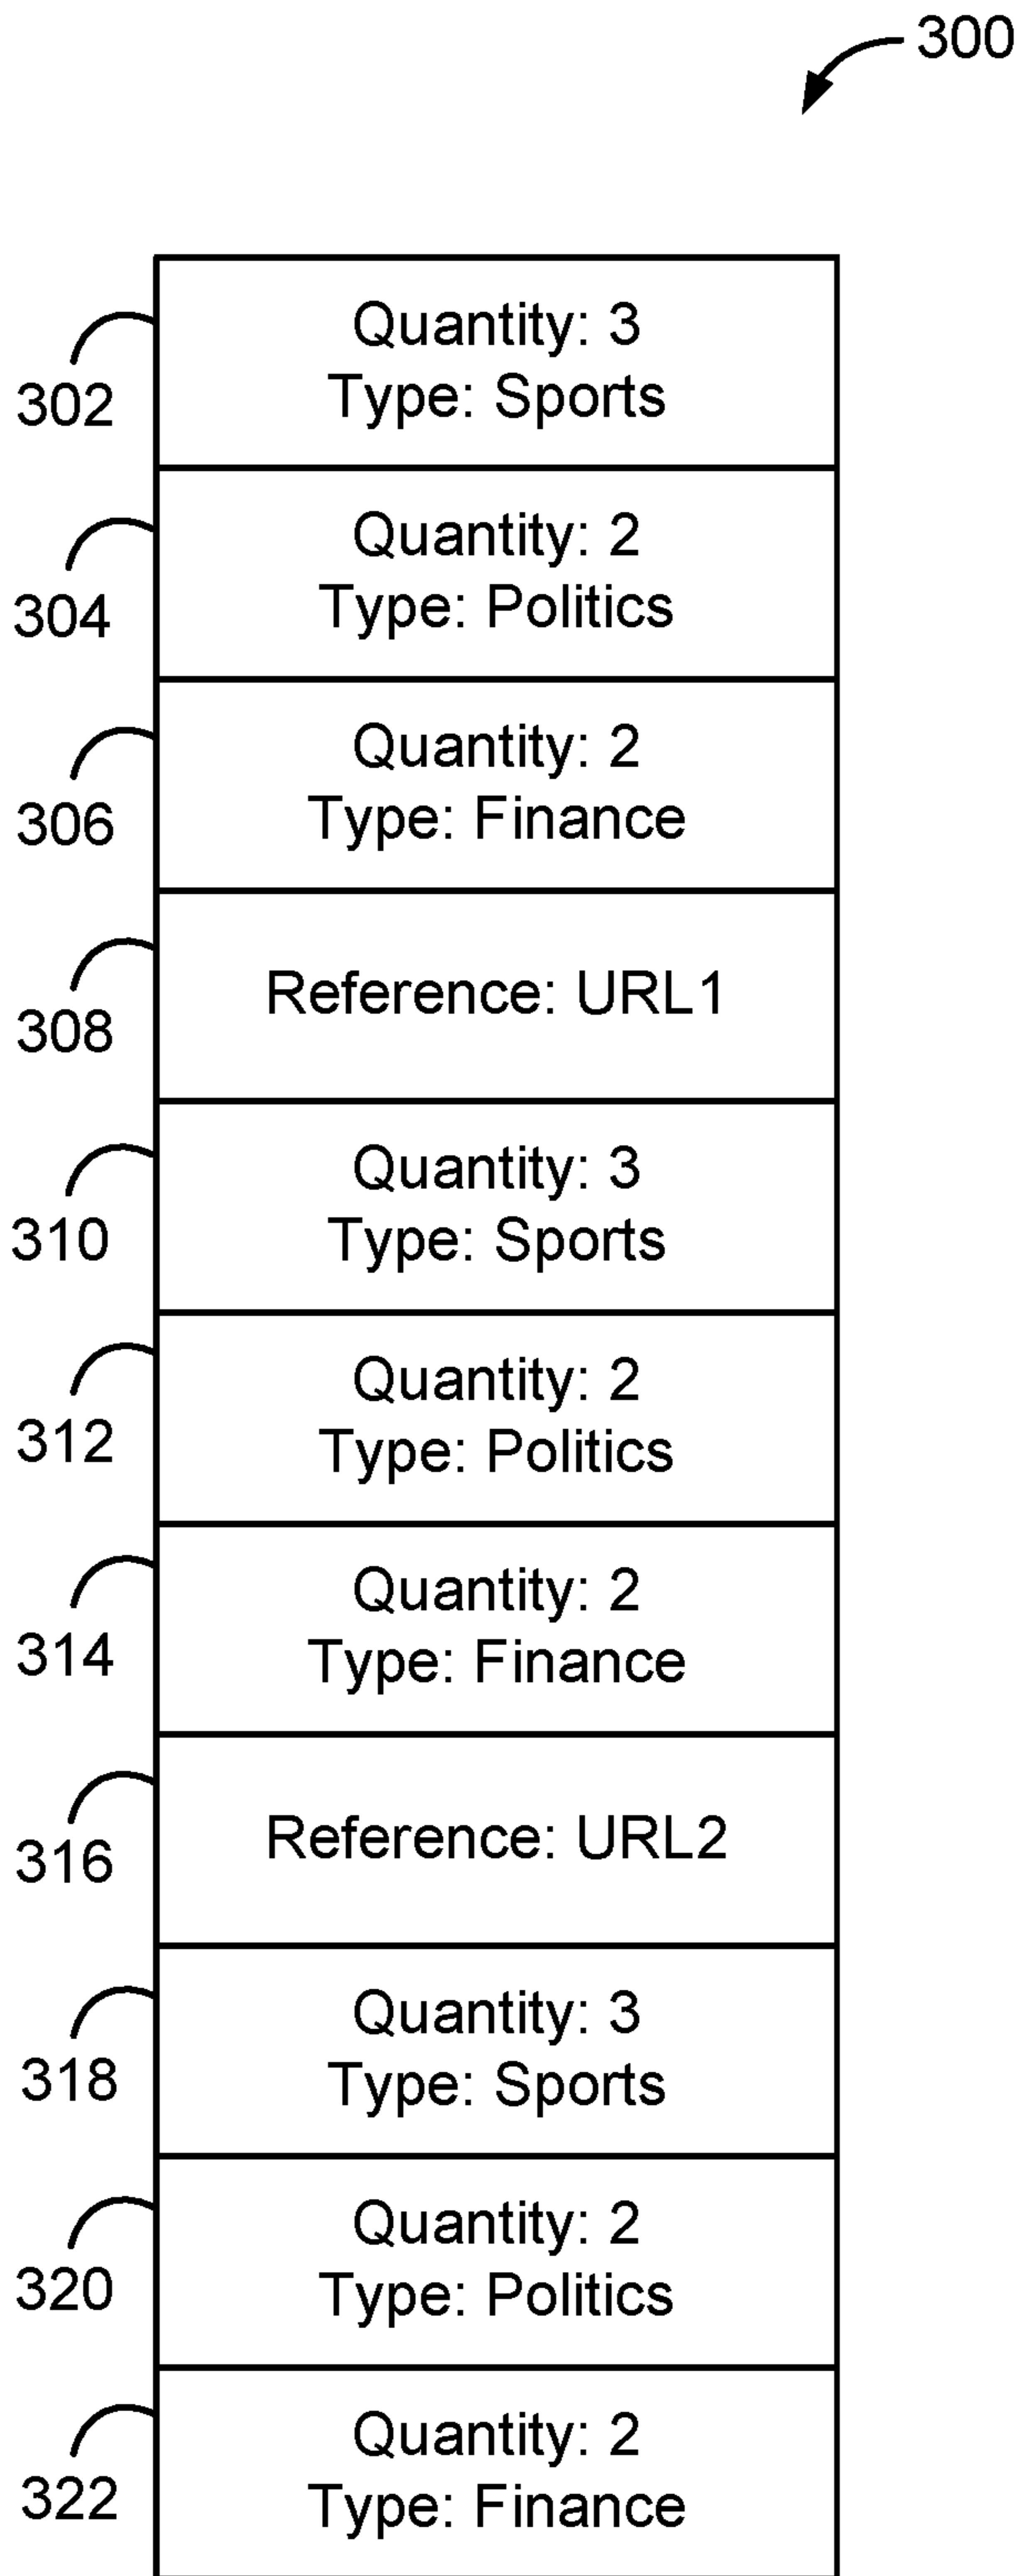 300
302
Quantity: 3
Type: Sports
304
Quantity: 2
Type: Politics
306
Quantity: 2
Type: Finance
308
Reference: URL1
310
Quantity: 3
Type: Sports
312
Quantity: 2
Type: Politics
314
Quantity: 2
Type: Finance
316
Reference: URL2
318
Quantity: 3
Type: Sports
320
Quantity: 2
Type: Politics
322
Quantity: 2
Type: Finance